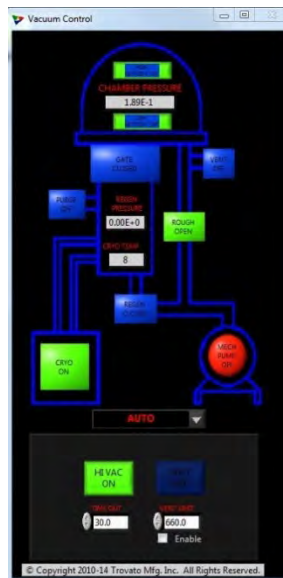 Vacuum Control
CHAMBER PRESSURE
1.89E-1
GATE
CLOSED
VENT
OFF
PURGE
ROUGH
PRESSURE
0.00E+0
ROUGH
OPEN
CRYO TEMP
8
REGEN
CLOSED
CRYO
ON
MECH
PUMP
AUTO
HI VAC
ON
30.0
660.0
Enable
© Copyright 2010-14 Trovato Mfg. Inc. All Rights Reserved.